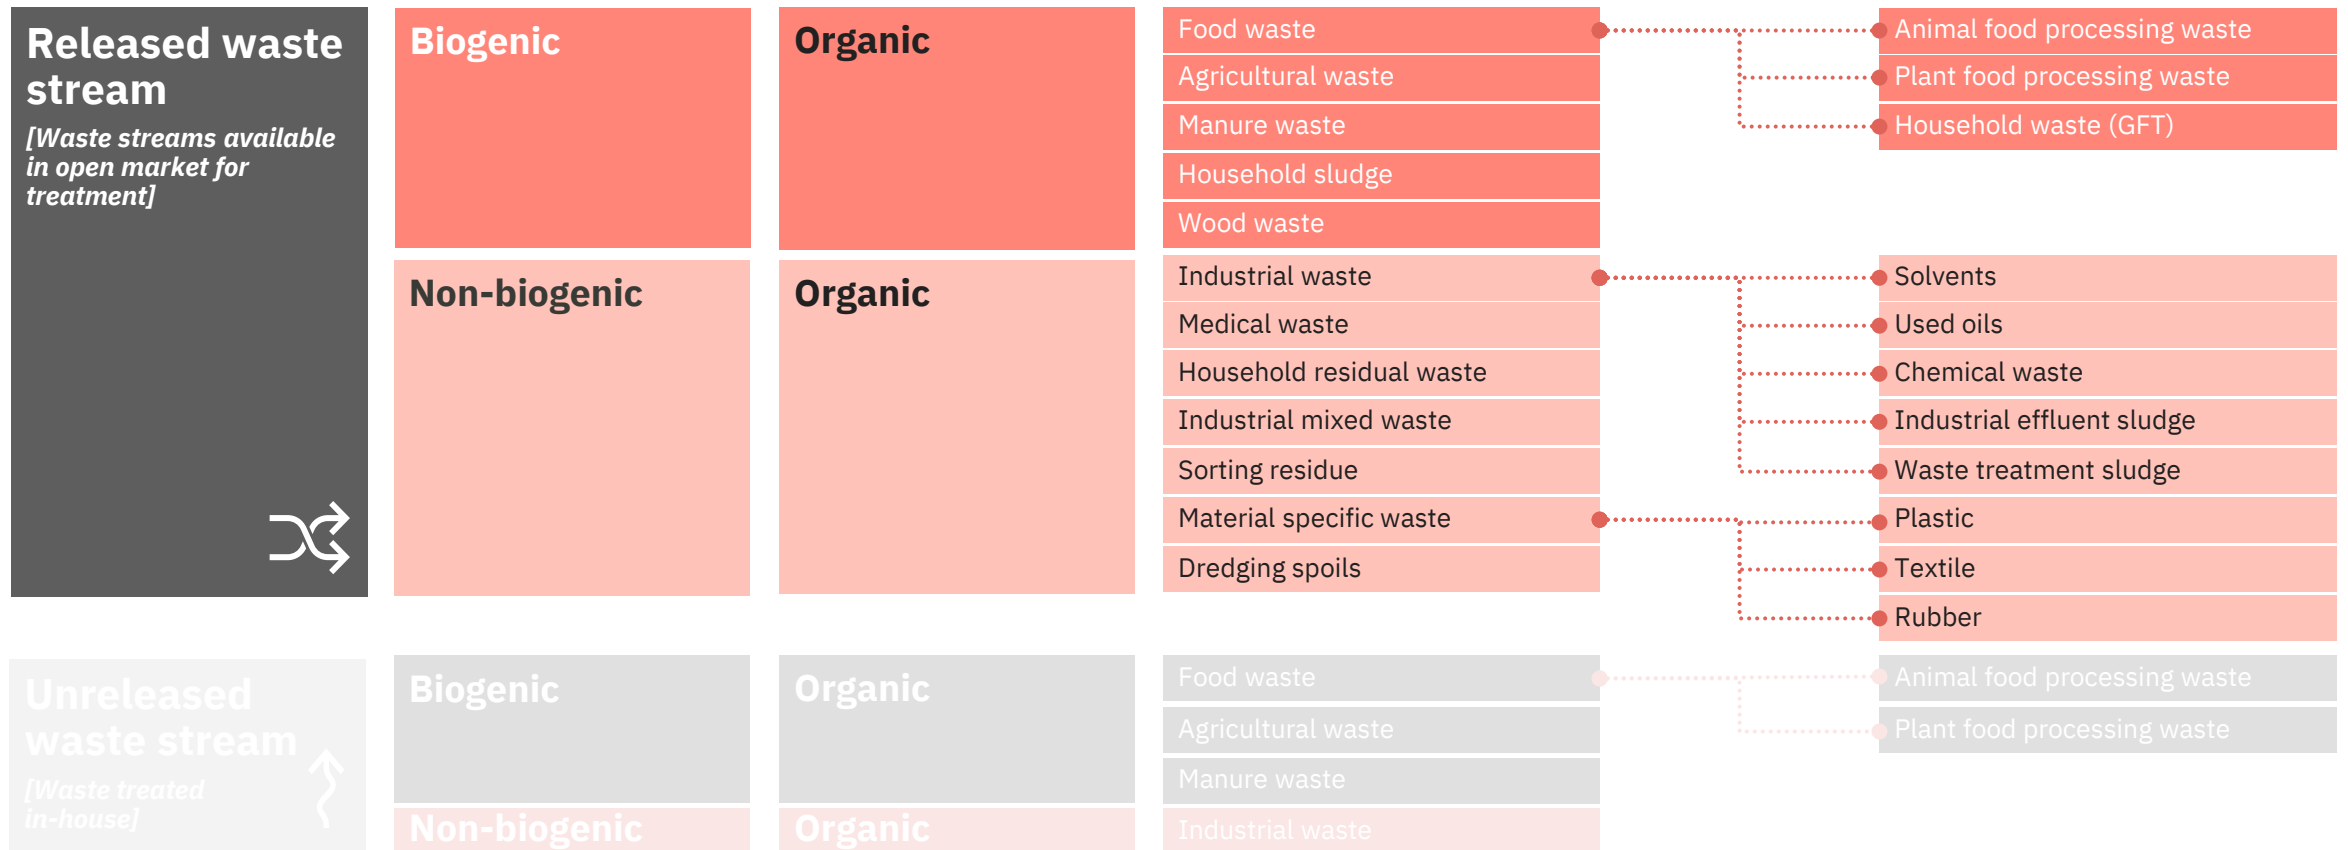 Released waste
stream
[Waste streams available
in open market for
treatment]
Biogenic
Organic
Food waste
Agricultural waste
Manure waste
Household sludge
Wood waste
Animal food processing waste
Plant food processing waste
Household waste (GFT)
Non-biogenic
Organic
Industrial waste
Medical waste
Household residual waste
Industrial mixed waste
Sorting residue
Material specific waste
Dredging spoils
Solvents
Used oils
Chemical waste
Industrial effluent sludge
Waste treatment sludge
Plastic
Textile
Rubber
Unreleased
waste stream
[Waste treated
in-house]
Biogenic
Organic
Food waste
Agricultural waste
Manure waste
Animal food processing waste
Plant food processing waste
Non-biogenic
Organic
Industrial waste